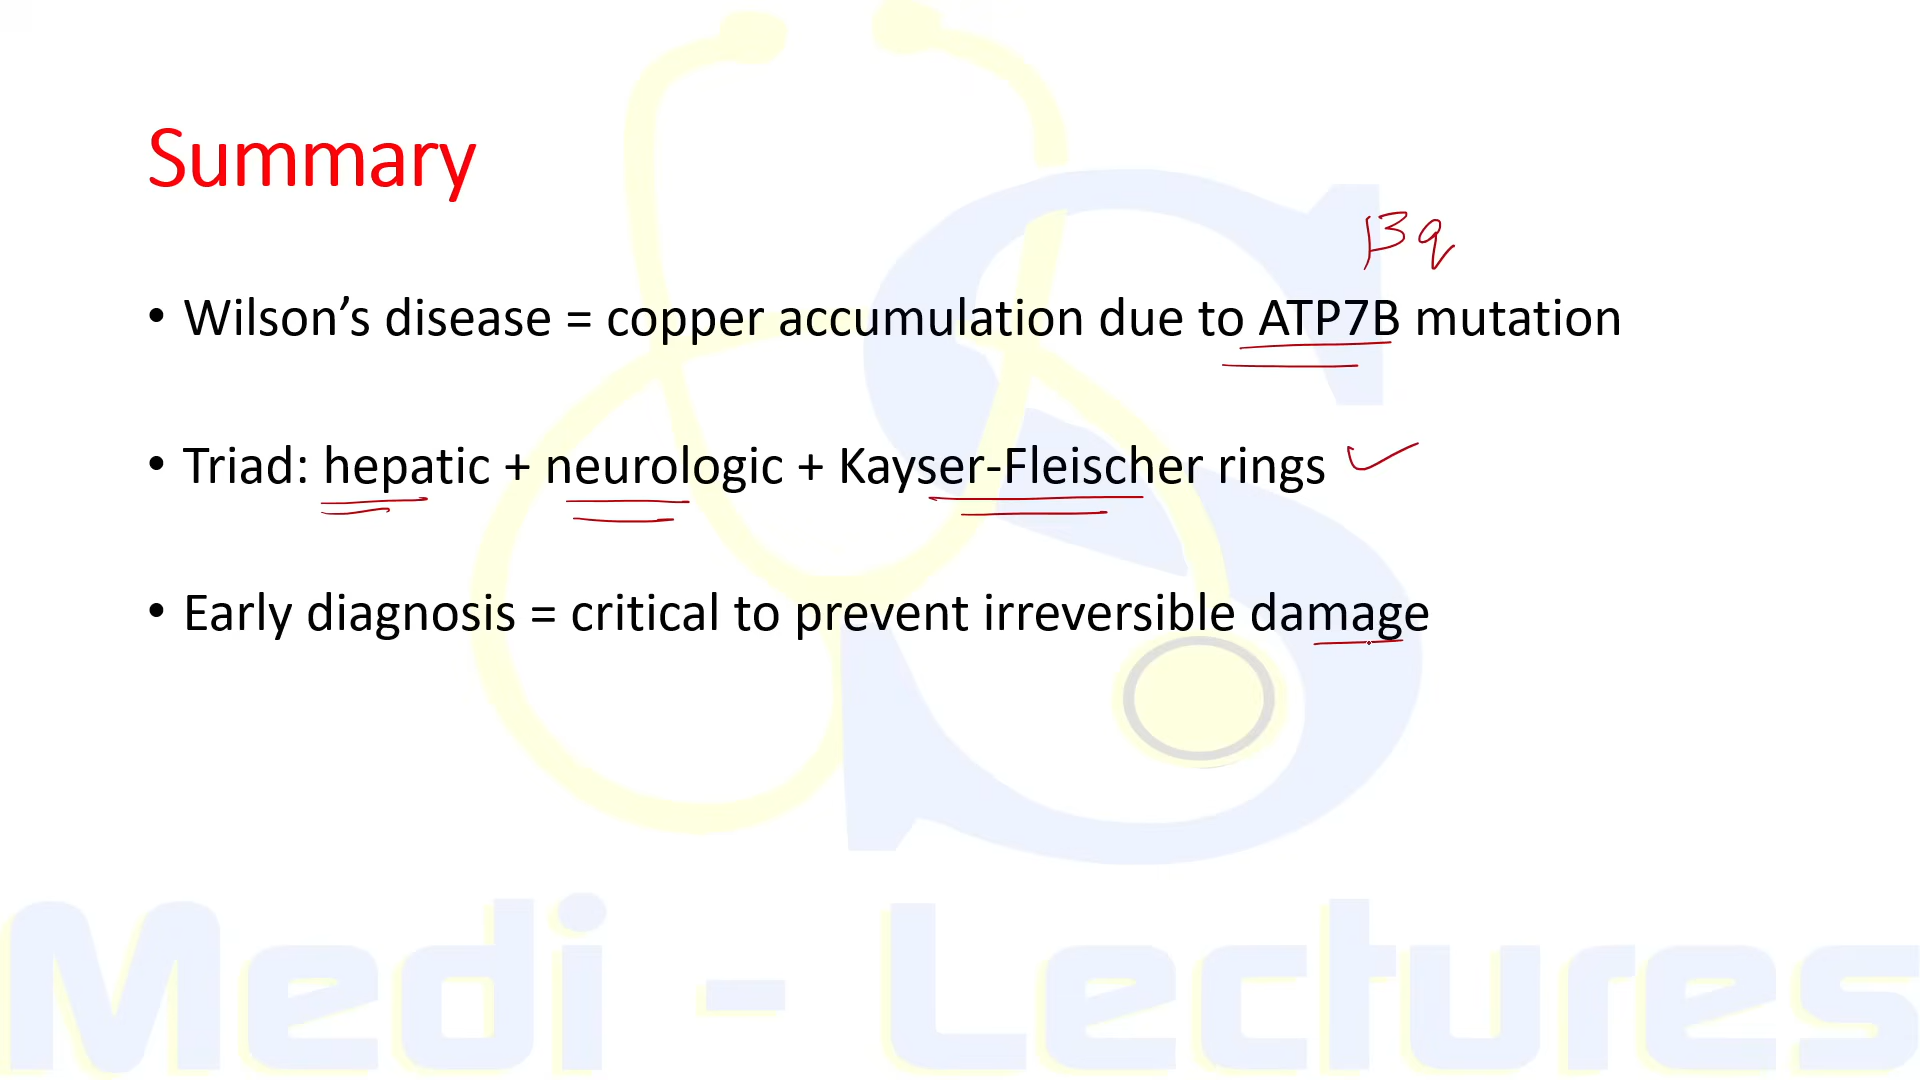 Summary
13q
• Wilson’s disease = copper accumulation due to ATP7B mutation
• Triad: hepatic + neurologic + Kayser-Fleischer rings
• Early diagnosis = critical to prevent irreversible damage
Medi - Lectures